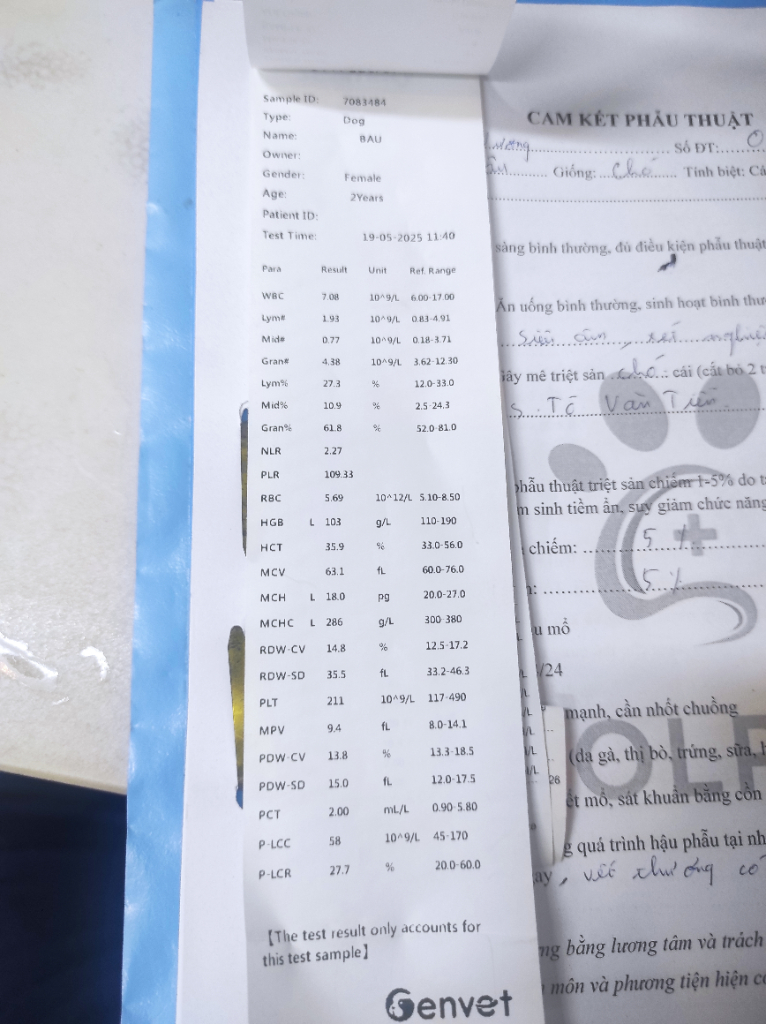 Sample ID: 7083484
Type: Dog
Name: BAU
Owner:
Gender: Female
Age: 2Years
Patient ID:
Test Time: 19-05-2025 11:40
Para Result Unit Ref. Range
WBC 7.08 10^9/L 6.00-17.00
Lym# 1.93 10^9/L 0.83-4.91
Mid# 0.77 10^9/L 0.18-3.71
Gran# 4.38 10^9/L 3.62-12.30
Lym% 27.3 % 12.0-33.0
Mid% 10.9 % 2.5-24.3
Gran% 61.8 % 52.0-81.0
NLR 2.27
PLR 109.33
RBC 5.69 10^12/L 5.10-8.50
HGB L 103 g/L 110-190
HCT 35.9 % 33.0-56.0
MCV 63.1 fL 60.0-76.0
MCH L 18.0 pg 20.0-27.0
MCHC L 286 g/L 300-380
RDW-CV 14.8 % 12.5-17.2
RDW-SD 35.5 fL 33.2-46.3
PLT 211 10^9/L 117-490
MPV 9.4 fL 8.0-14.1
PDW-CV 13.8 % 13.3-18.5
PDW-SD 15.0 fL 12.0-17.5
PCT 2.00 mL/L 0.90-5.80
P-LCC 58 10^9/L 45-170
P-LCR 27.7 % 20.0-60.0
【The test result only accounts for
this test sample】
Genvet
CAM KẾT PHẪU THUẬT
Số ĐT:
Giống: chó Tính biệt:
sàng bình thường, đủ điều kiện phẫu thuật
Ăn uống bình thường, sinh hoạt bình
siêu âm, xét
gây mê triệt sản chó cái (cắt bỏ 2
S. Tô Văn Tiến
phẫu thuật triệt sản chiếm 1-5% do
sinh tiềm ẩn, suy giảm chức năng
chiếm: 5 %
5 %
mổ
/24
mạnh, cần nhốt chuồng
(da gà, thị bò, trứng, sữa,
mổ, sát khuẩn bằng cồn
quá trình hậu phẫu tại
, vết thương có
bằng lương tâm và trách
môn và phương tiện hiện